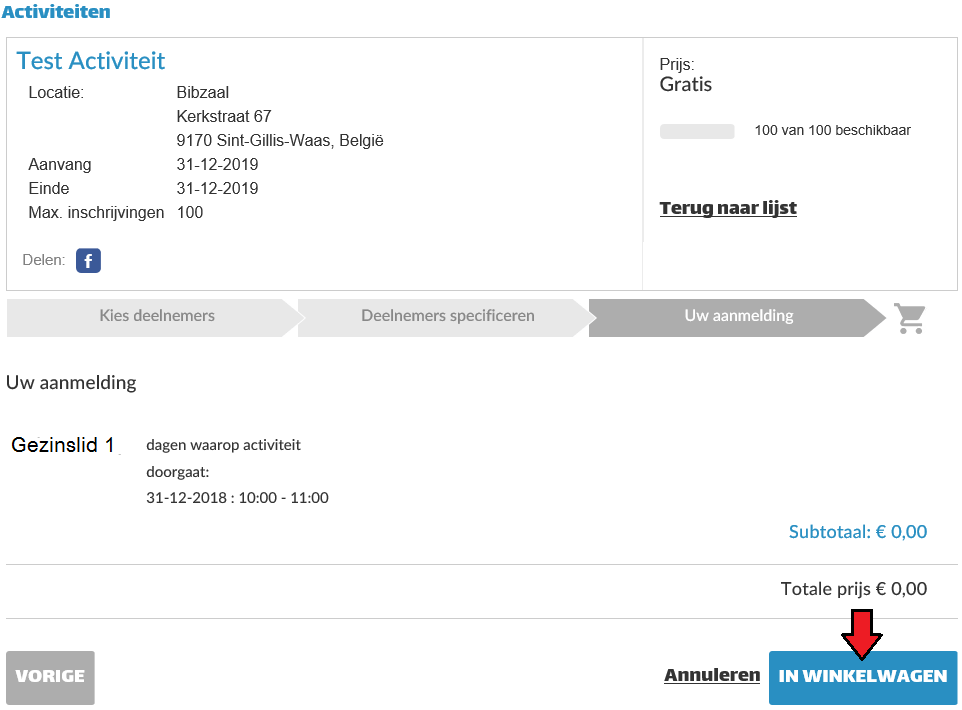 Activiteiten
Test Activiteit
Locatie: Bibzaal
Kerkstraat 67
9170 Sint-Gillis-Waas, België
Aanvang 31-12-2019
Einde 31-12-2019
Max. inschrijvingen 100
Delen: f
Prijs:
Gratis
100 van 100 beschikbaar
Terug naar lijst
Kies deelnemers
Deelnemers specificeren
Uw aanmelding
Uw aanmelding
Gezinslid 1 dagen waarop activiteit
doorgaat:
31-12-2018 : 10:00 - 11:00
Subtotaal: € 0,00
Totale prijs € 0,00
VORIGE
Annuleren
IN WINKELWAGEN